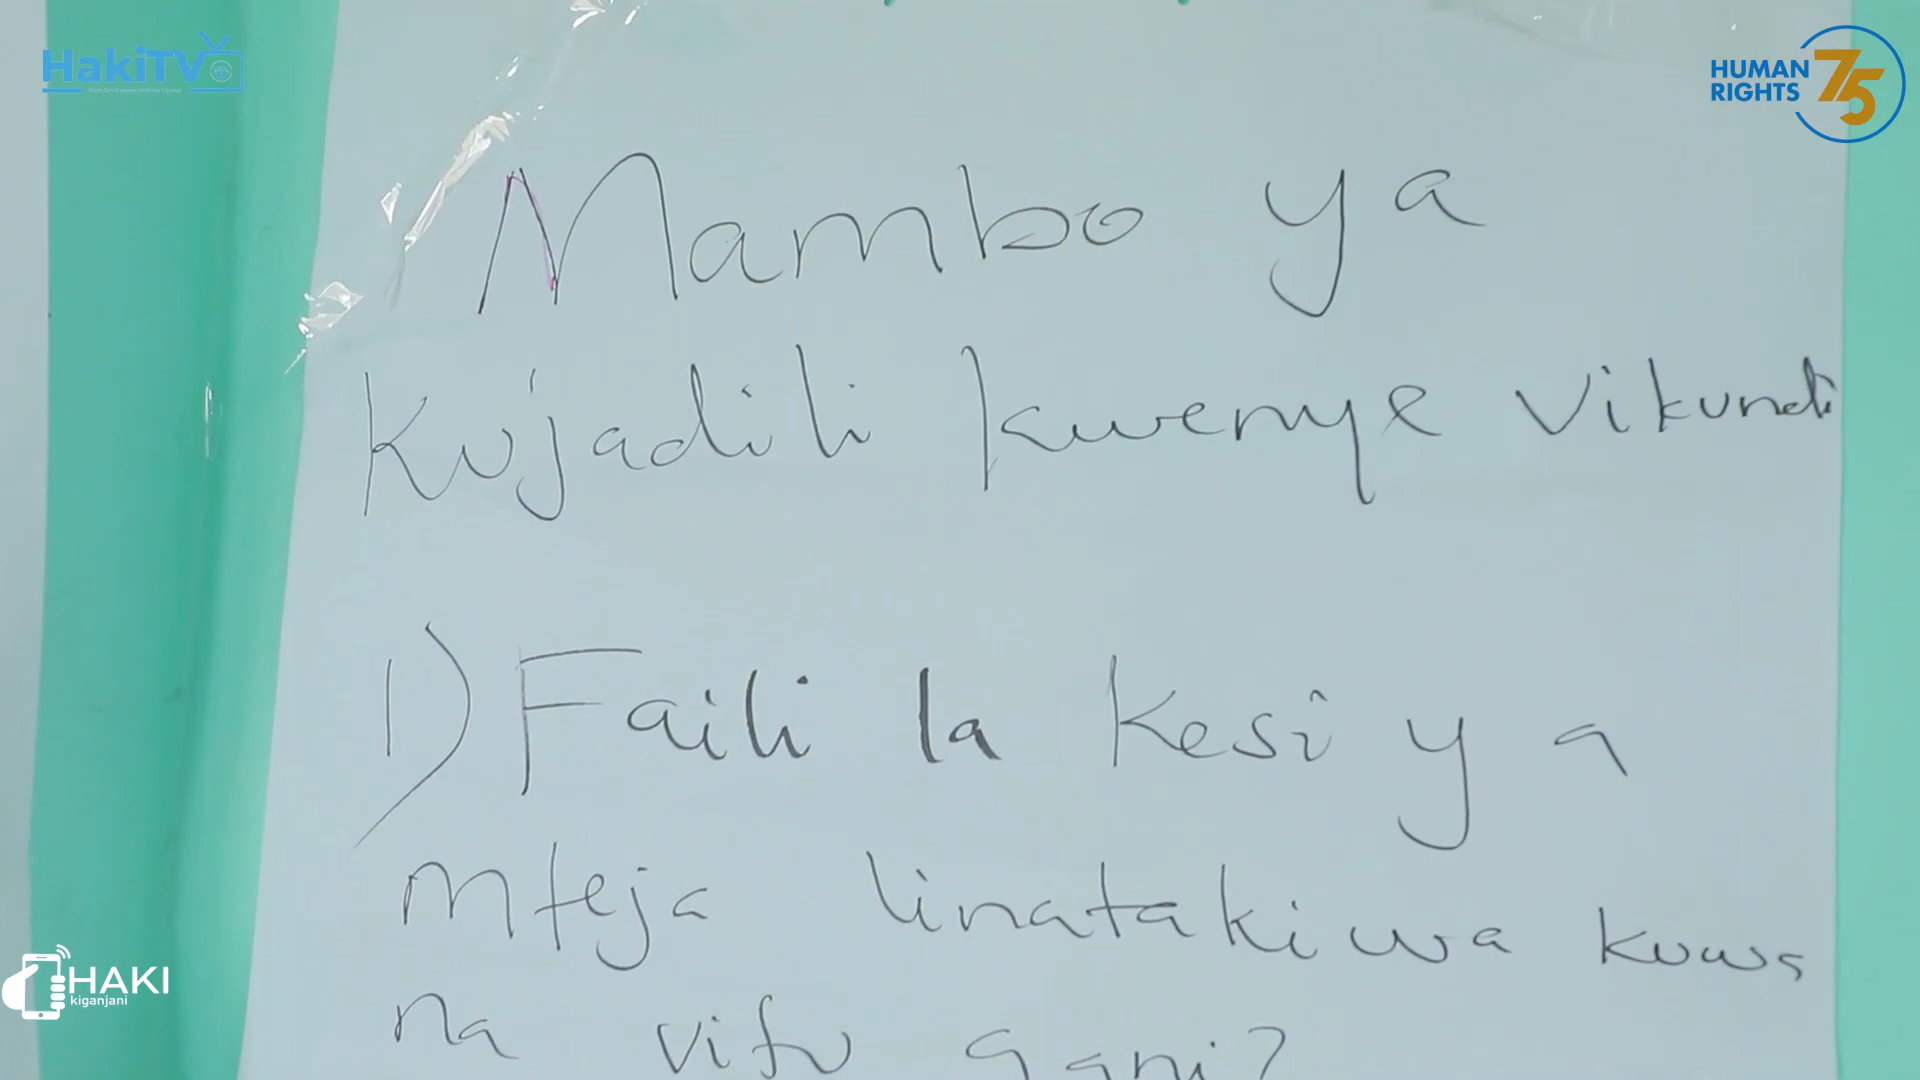 HakiTV
HUMAN
RIGHTS 75
Mambo ya
Kujadili kwenye Vikundi
1) Faili la Kesi ya
mteja linatakiwa kuwa
na vitu gani?
HAKI
kiganjani